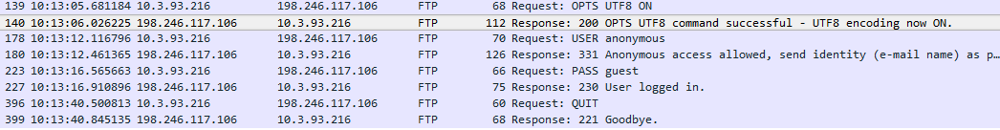 139 10:13:05.681184 10.3.93.216 198.246.117.106 FTP 68 Request: OPTS UTF8 ON
140 10:13:06.026225 198.246.117.106 10.3.93.216 FTP 112 Response: 200 OPTS UTF8 command successful - UTF8 encoding now ON.
178 10:13:12.116796 10.3.93.216 198.246.117.106 FTP 70 Request: USER anonymous
180 10:13:12.461365 198.246.117.106 10.3.93.216 FTP 126 Response: 331 Anonymous access allowed, send identity (e-mail name) as p…
223 10:13:16.565663 10.3.93.216 198.246.117.106 FTP 66 Request: PASS guest
227 10:13:16.910896 198.246.117.106 10.3.93.216 FTP 75 Response: 230 User logged in.
396 10:13:40.500813 10.3.93.216 198.246.117.106 FTP 60 Request: QUIT
399 10:13:40.845135 198.246.117.106 10.3.93.216 FTP 68 Response: 221 Goodbye.